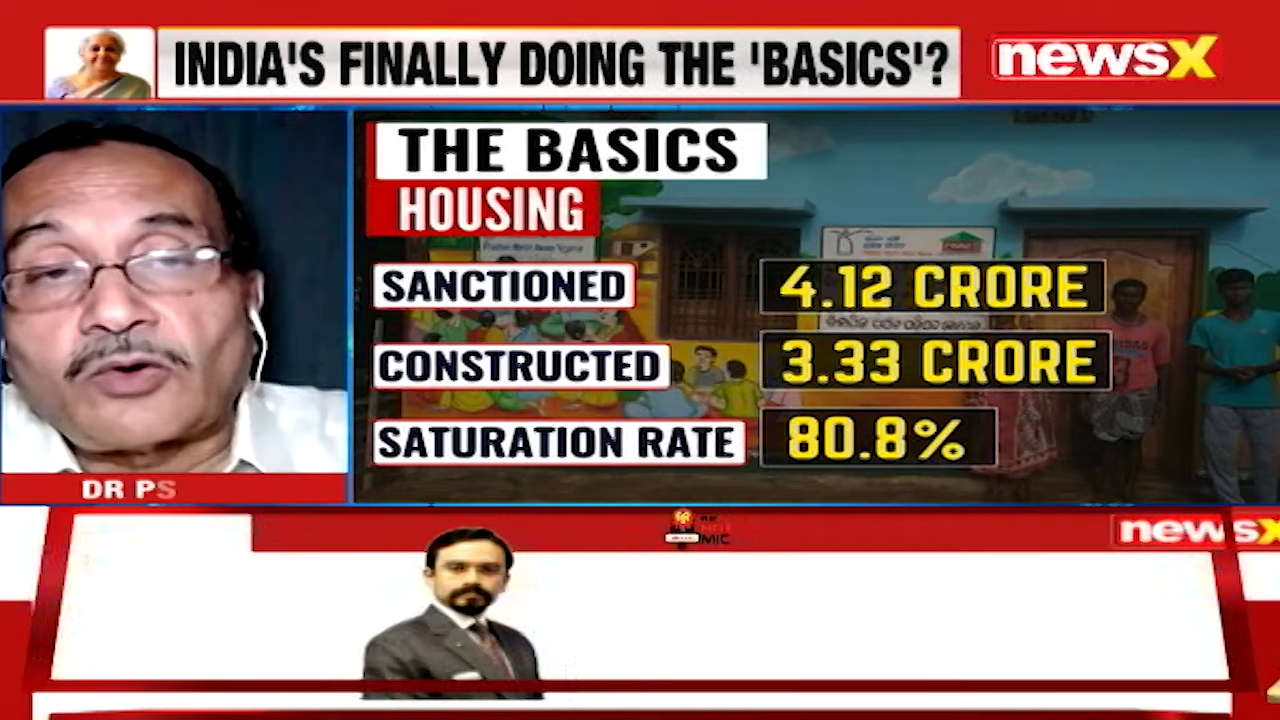 INDIA'S FINALLY DOING THE 'BASICS'?
newsX
THE BASICS
HOUSING
SANCTIONED
4.12 CRORE
CONSTRUCTED
3.33 CRORE
SATURATION RATE
80.8%
DR PS
MIC
newsX